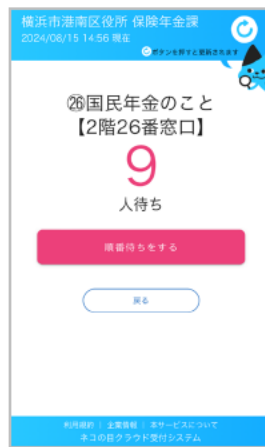 横浜市港南区役所 保険年金課
2024/08/15 14:56 現在
ボタンを押すと更新されます
㉖国民年金のこと
【2階26番窓口】
9
人待ち
順番待ちをする
戻る
利用規約 | 企業情報 | 本サービスについて
ネコの目クラウド受付システム